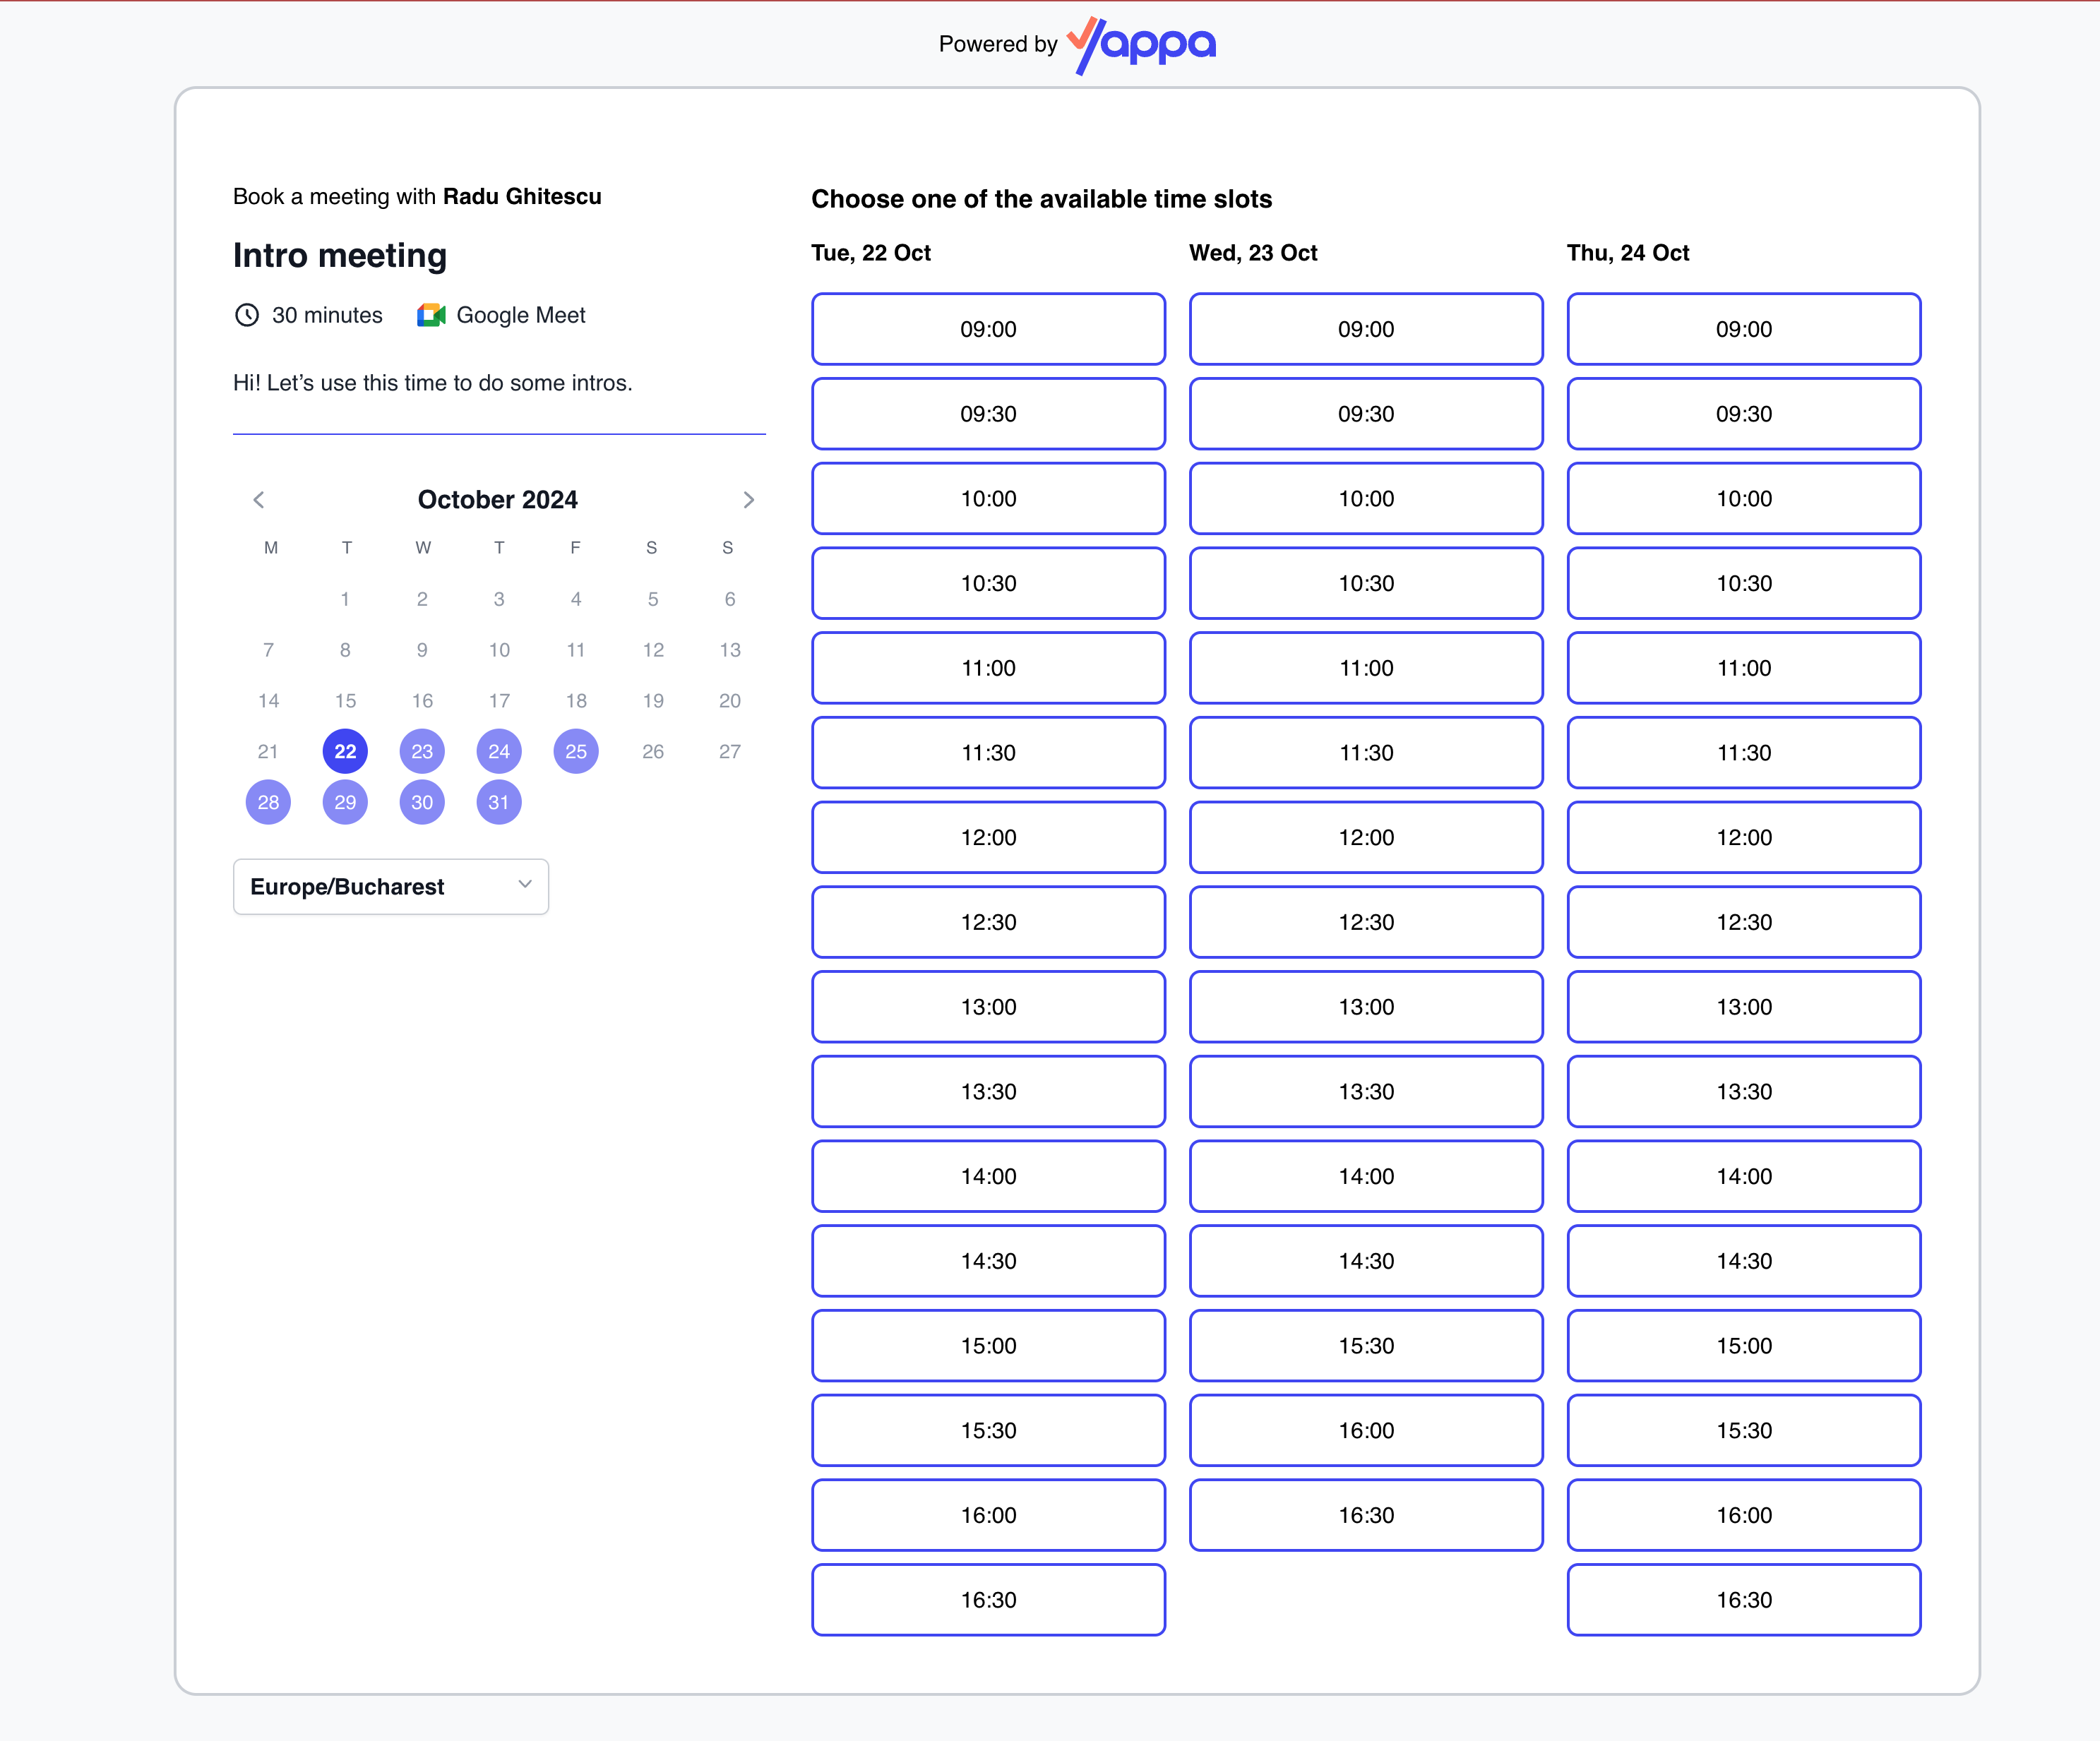 Powered by Yappa
Book a meeting with Radu Ghitescu
Intro meeting
30 minutes Google Meet
Hi! Let’s use this time to do some intros.
October 2024
M T W T F S S
1 2 3 4 5 6
7 8 9 10 11 12 13
14 15 16 17 18 19 20
21 22 23 24 25 26 27
28 29 30 31
Europe/Bucharest
Choose one of the available time slots
Tue, 22 Oct
09:00
09:30
10:00
10:30
11:00
11:30
12:00
12:30
13:00
13:30
14:00
14:30
15:00
15:30
16:00
16:30
Wed, 23 Oct
09:00
09:30
10:00
10:30
11:00
11:30
12:00
12:30
13:00
13:30
14:00
14:30
15:30
16:00
16:30
Thu, 24 Oct
09:00
09:30
10:00
10:30
11:00
11:30
12:00
12:30
13:00
13:30
14:00
14:30
15:00
15:30
16:00
16:30